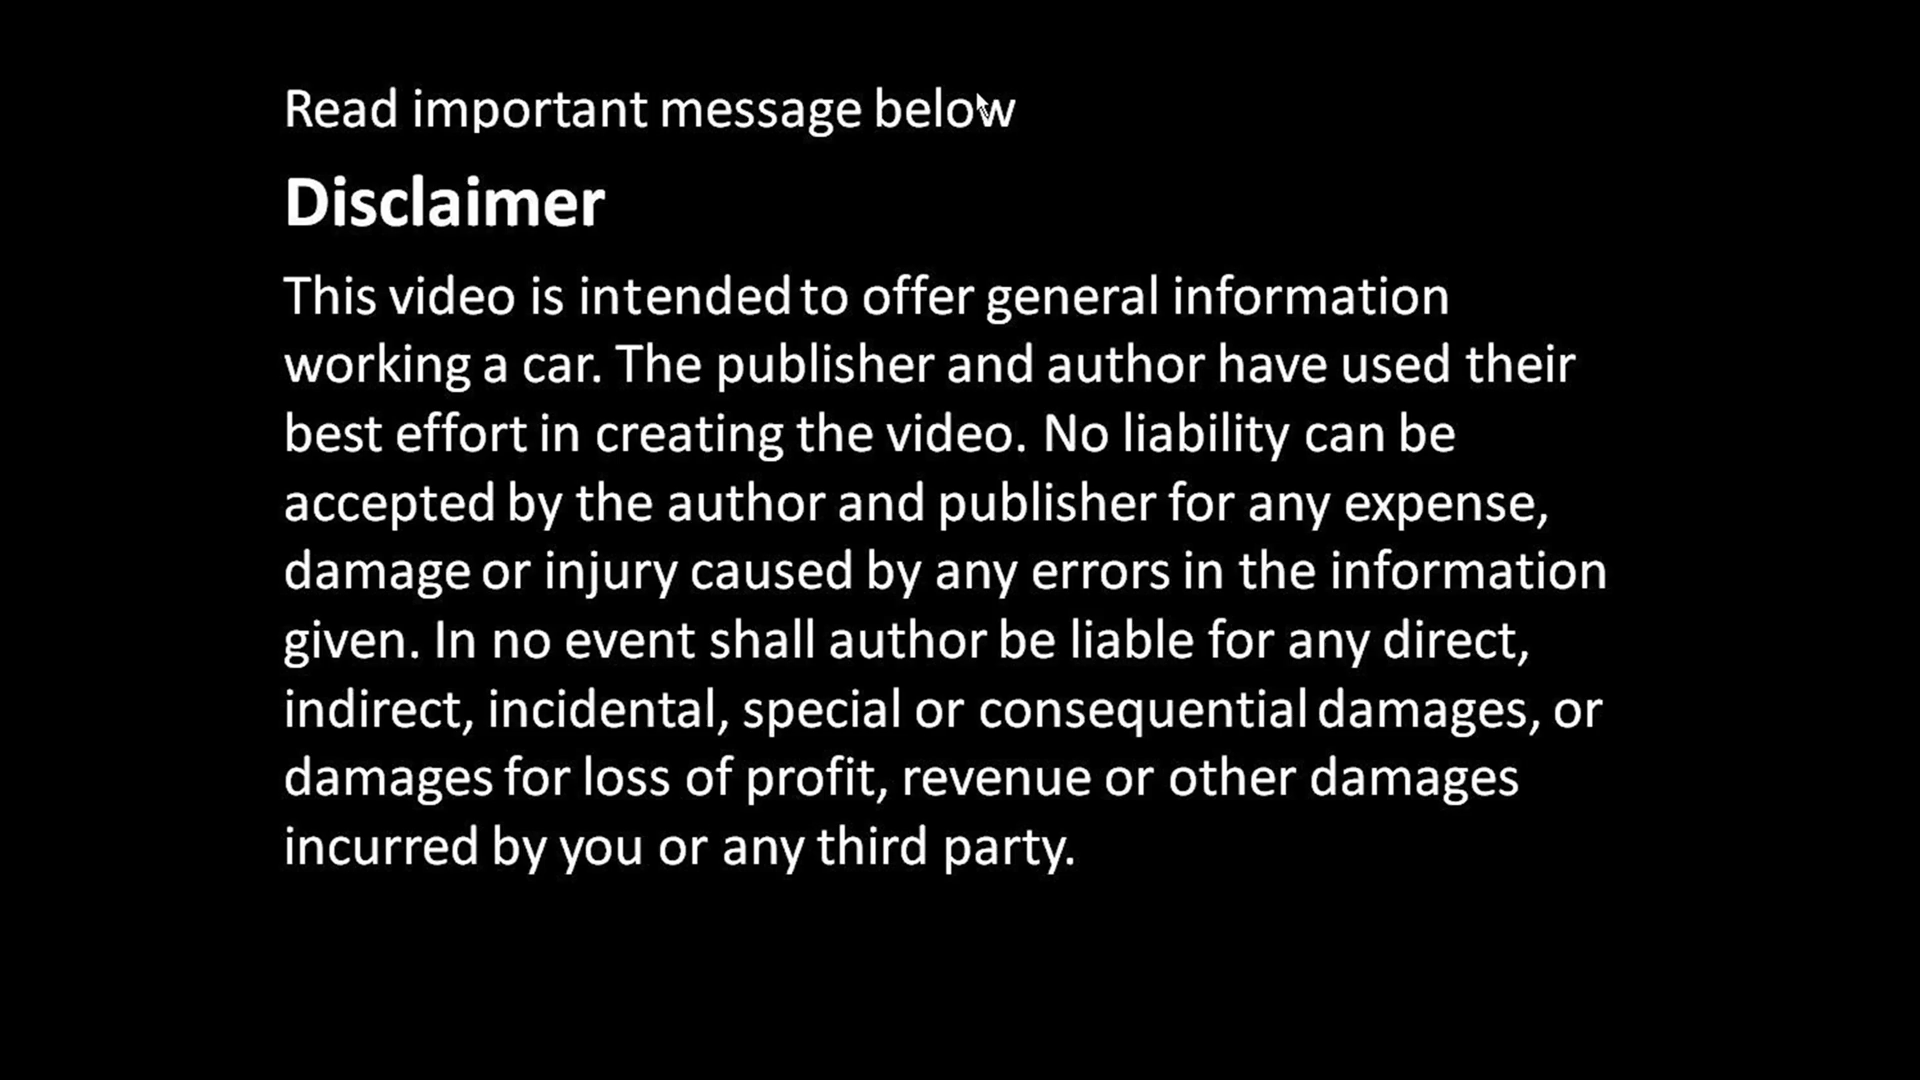 Read important message below
Disclaimer
This video is intended to offer general information
working a car. The publisher and author have used their
best effort in creating the video. No liability can be
accepted by the author and publisher for any expense,
damage or injury caused by any errors in the information
given. In no event shall author be liable for any direct,
indirect, incidental, special or consequential damages, or
damages for loss of profit, revenue or other damages
incurred by you or any third party.